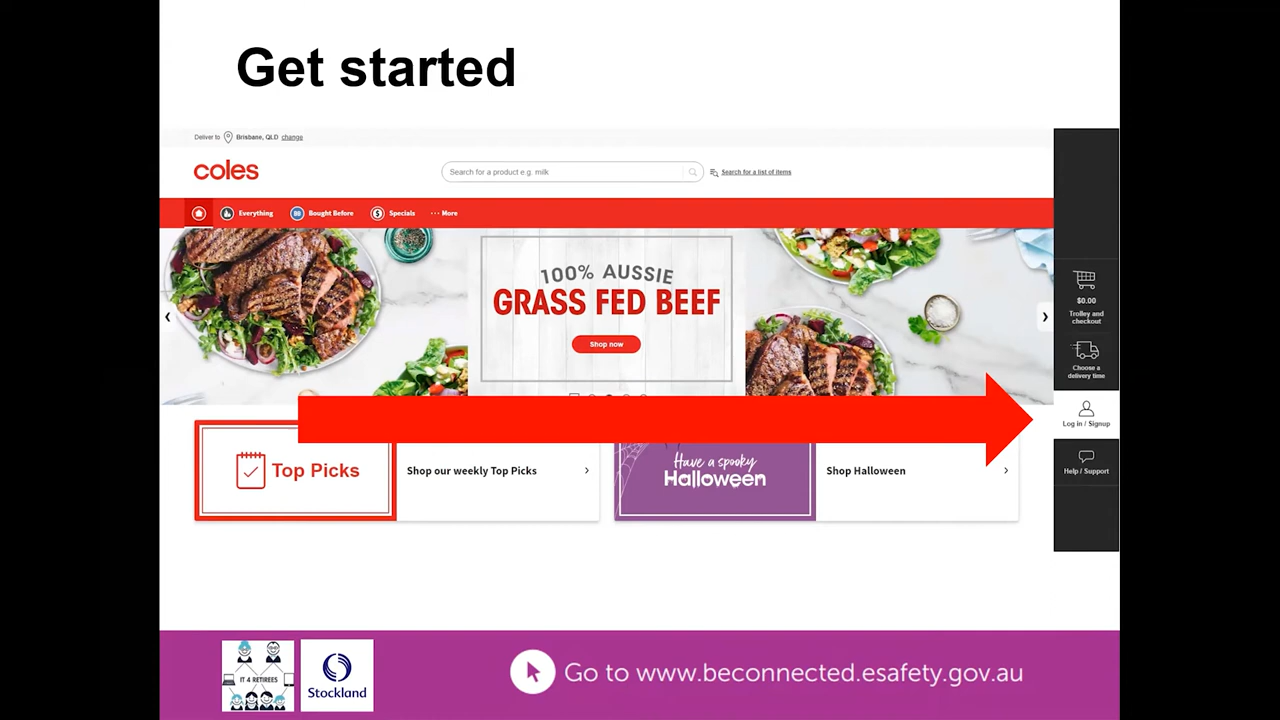 Get started
Deliver to Brisbane, QLD change
coles
Search for a product e.g. milk
Search for a list of items
Everything
BB
Bought Before
$
Specials
··· More
100% AUSSIE
GRASS FED BEEF
Shop now
$0.00
Trolley and
checkout
Choose a
delivery time
Log in / Signup
Help / Support
Top Picks
Shop our weekly Top Picks
Have a spooky
Halloween
Shop Halloween
IT 4 RETIREES
Stockland
Go to www.beconnected.esafety.gov.au